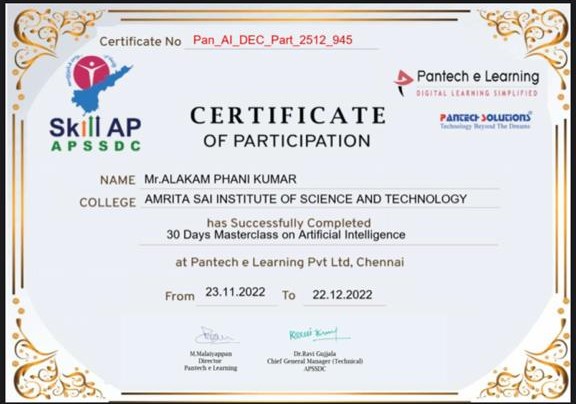 Certificate No Pan_AI_DEC_Part_2512_945
Skill AP
APSSDC
Pantech e Learning
DIGITAL LEARNING SIMPLIFIED
PANTECH SOLUTIONS
Technology Beyond The Dreams
CERTIFICATE
OF PARTICIPATION
NAME Mr.ALAKAM PHANI KUMAR
COLLEGE AMRITA SAI INSTITUTE OF SCIENCE AND TECHNOLOGY
has Successfully Completed
30 Days Masterclass on Artificial Intelligence
at Pantech e Learning Pvt Ltd, Chennai
From 23.11.2022 To 22.12.2022
M.Malaiyappan
Director
Pantech e Learning
Dr.Ravi Gujjala
Chief General Manager (Technical)
APSSDC